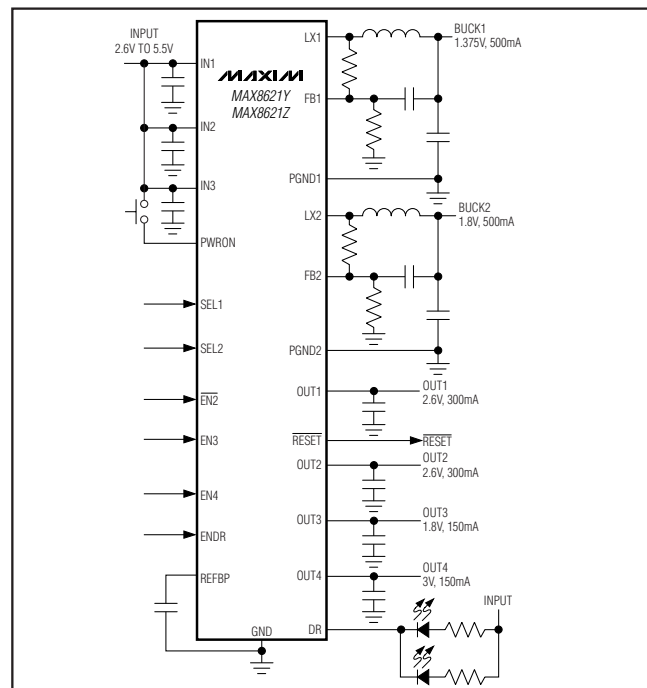 INPUT
2.6V TO 5.5V
IN1
IN2
IN3
PWRON
SEL1
SEL2
EN2
EN3
EN4
ENDR
REFBP
GND
MAXIM
MAX8621Y
MAX8621Z
LX1
FB1
PGND1
LX2
FB2
PGND2
OUT1
RESET
OUT2
OUT3
OUT4
DR
BUCK1
1.375V, 500mA
BUCK2
1.8V, 500mA
OUT1
2.6V, 300mA
RESET
OUT2
2.6V, 300mA
OUT3
1.8V, 150mA
OUT4
3V, 150mA
INPUT